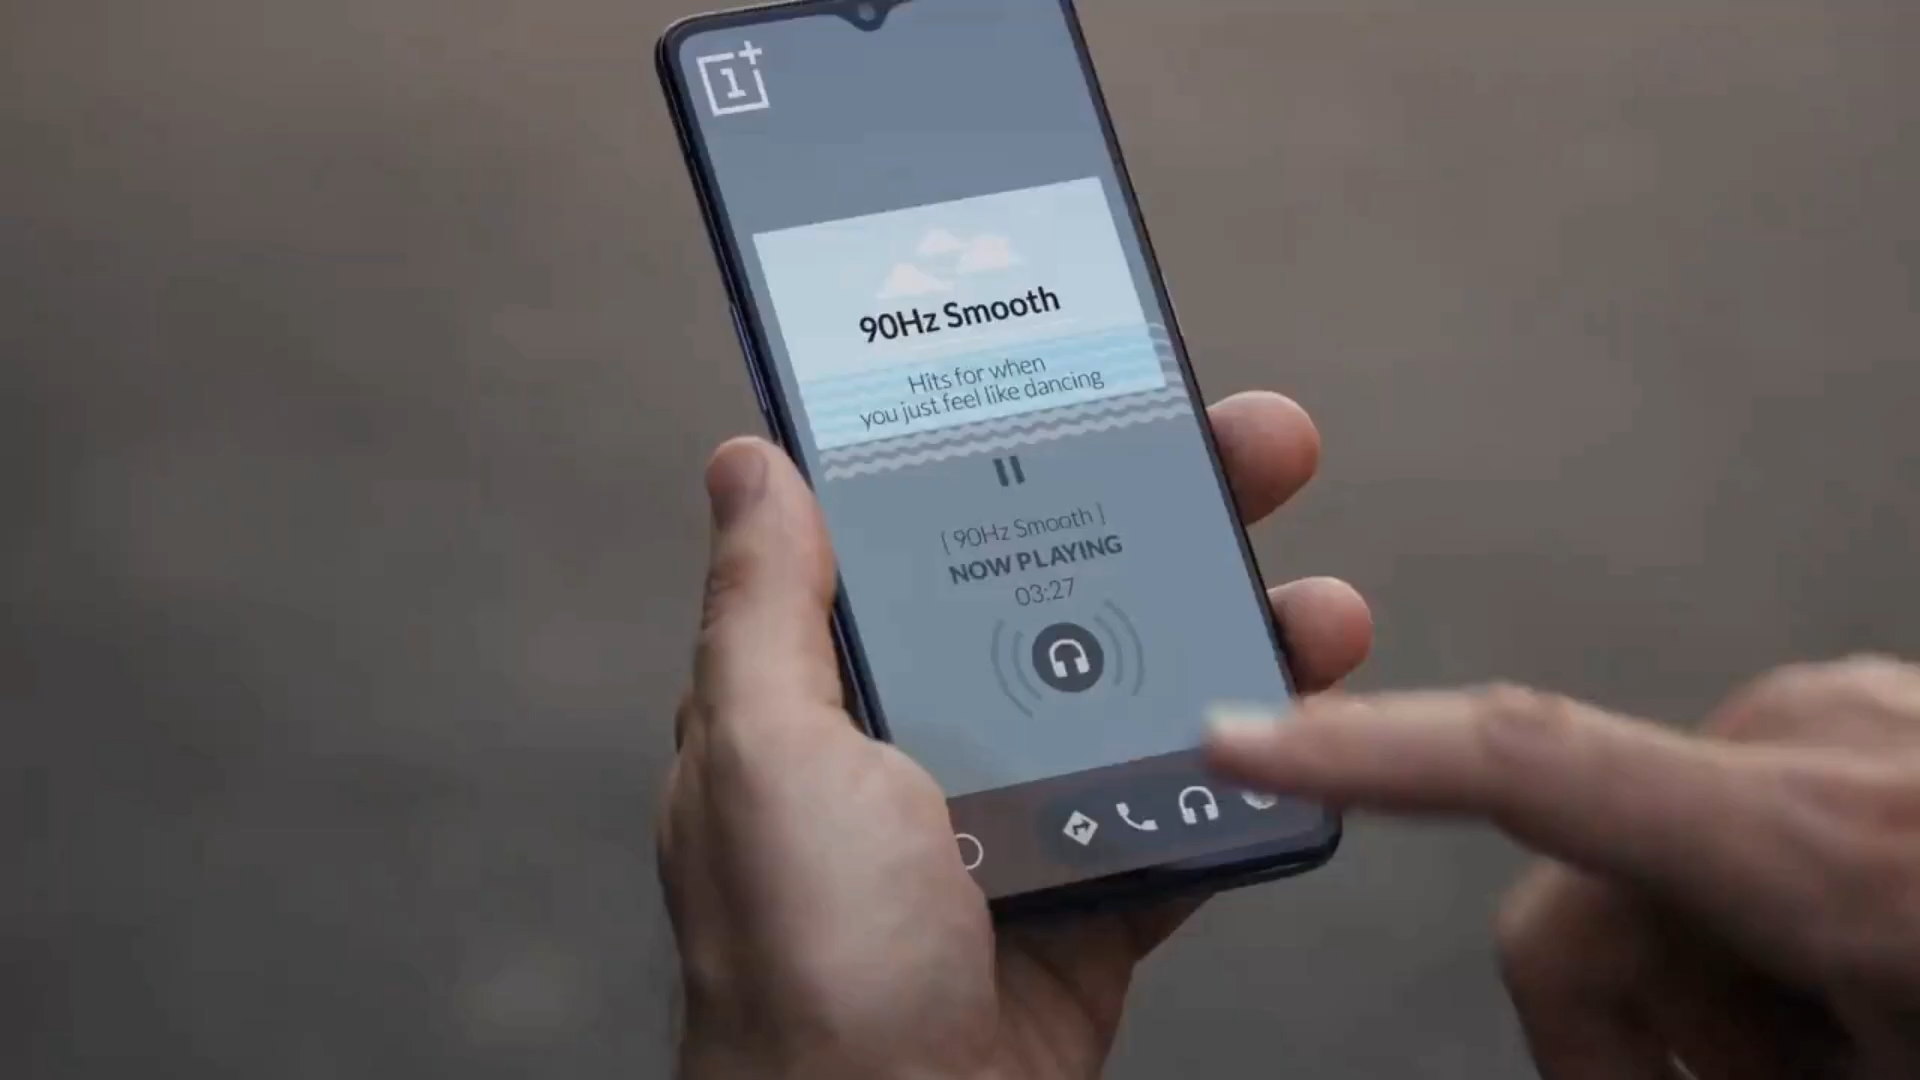 1+
90Hz Smooth
Hits for when
you just feel like dancing
[ 90Hz Smooth ]
NOW PLAYING
03:27